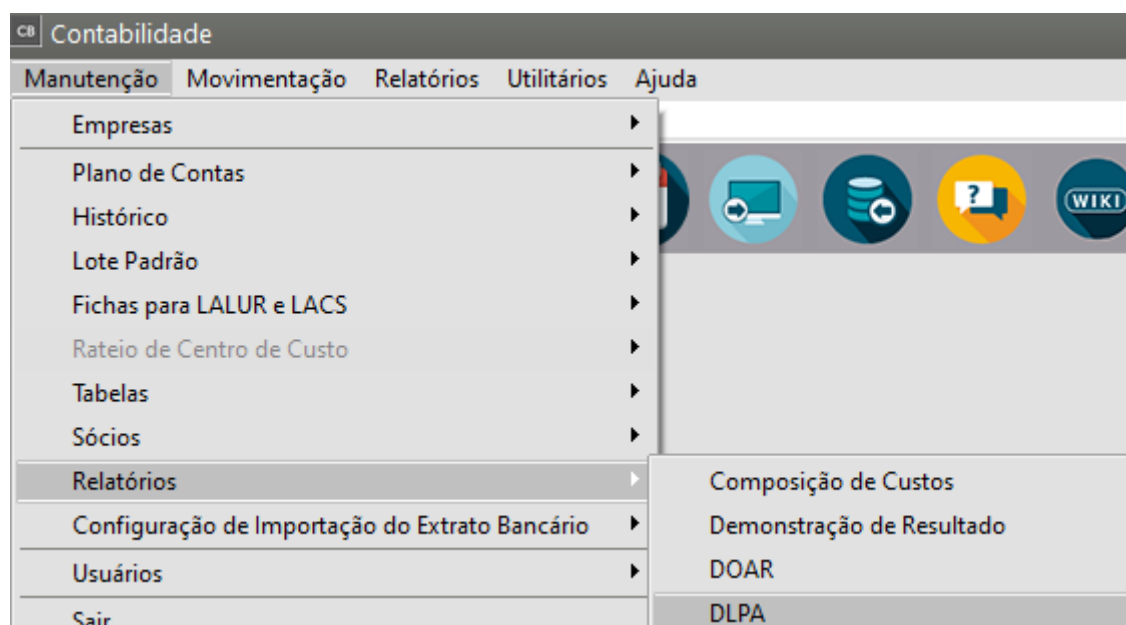 CB Contabilidade
Manutenção Movimentação Relatórios Utilitários Ajuda
Empresas
Plano de Contas
Histórico
Lote Padrão
Fichas para LALUR e LACS
Rateio de Centro de Custo
Tabelas
Sócios
Relatórios
Configuração de Importação do Extrato Bancário
Usuários
Sair
? WIKI
Composição de Custos
Demonstração de Resultado
DOAR
DLPA